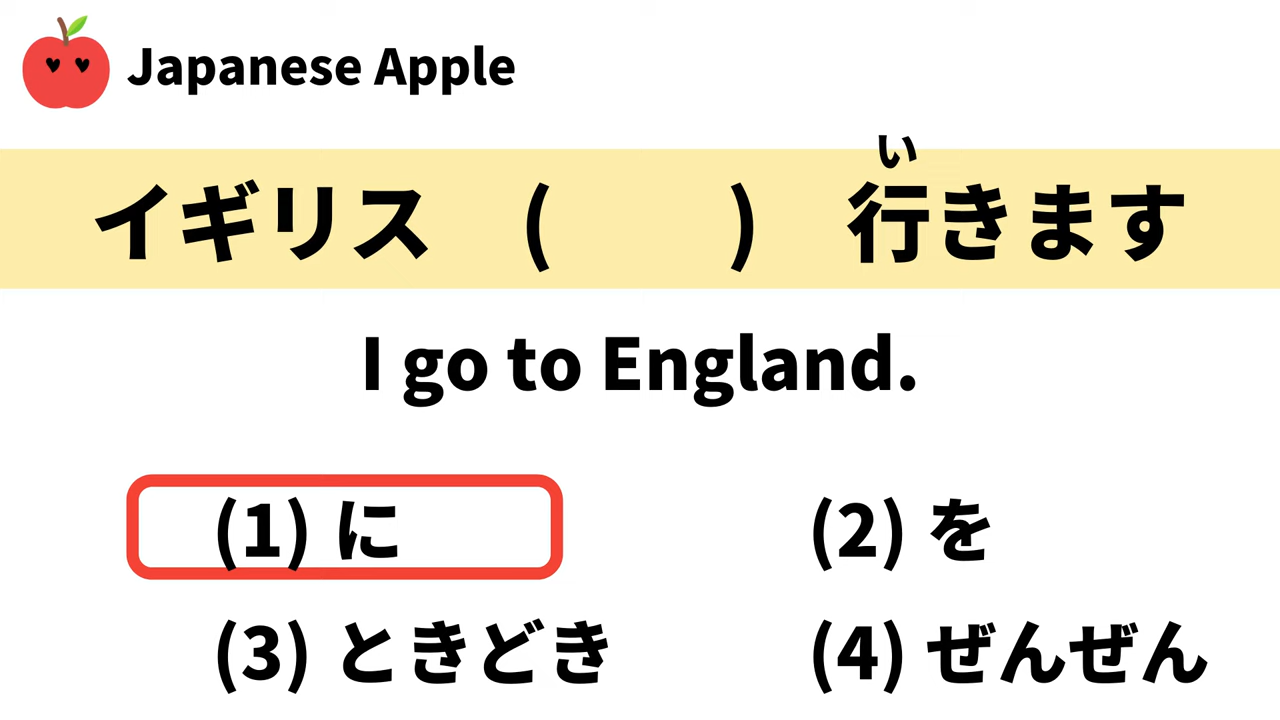 Japanese Apple
い
イギリス ( ) 行きます
I go to England.
(1) に (2) を
(3) ときどき (4) ぜんぜん